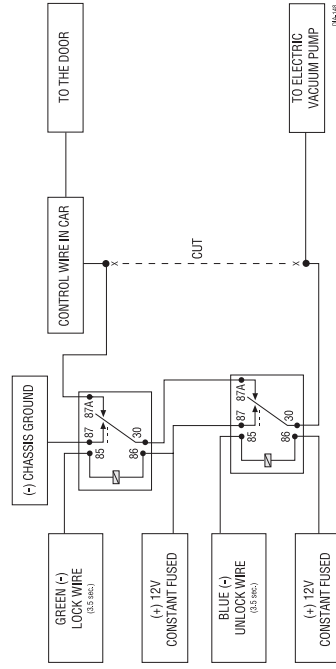 GREEN (-)
LOCK WIRE
(3.5 sec.)
(-) CHASSIS GROUND
CONTROL WIRE IN CAR
TO THE DOOR
87
87A
85
86
30
(+) 12V
CONSTANT FUSED
CUT
BLUE (-)
UNLOCK WIRE
(3.5 sec.)
87
87A
85
86
30
(+) 12V
CONSTANT FUSED
TO ELECTRIC
VACUUM PUMP